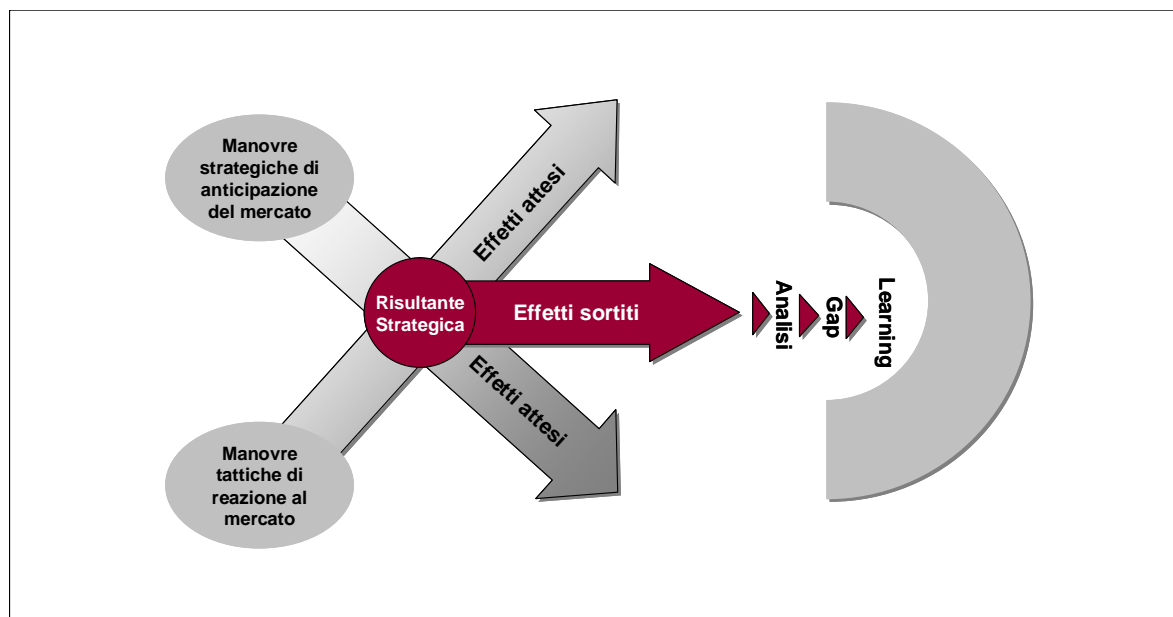 Manovre
strategiche di
anticipazione
del mercato
Effetti attesi
Risultante
Strategica
Effetti sortiti
Analisi
Gap
Learning
Effetti attesi
Manovre
tattiche di
reazione al
mercato